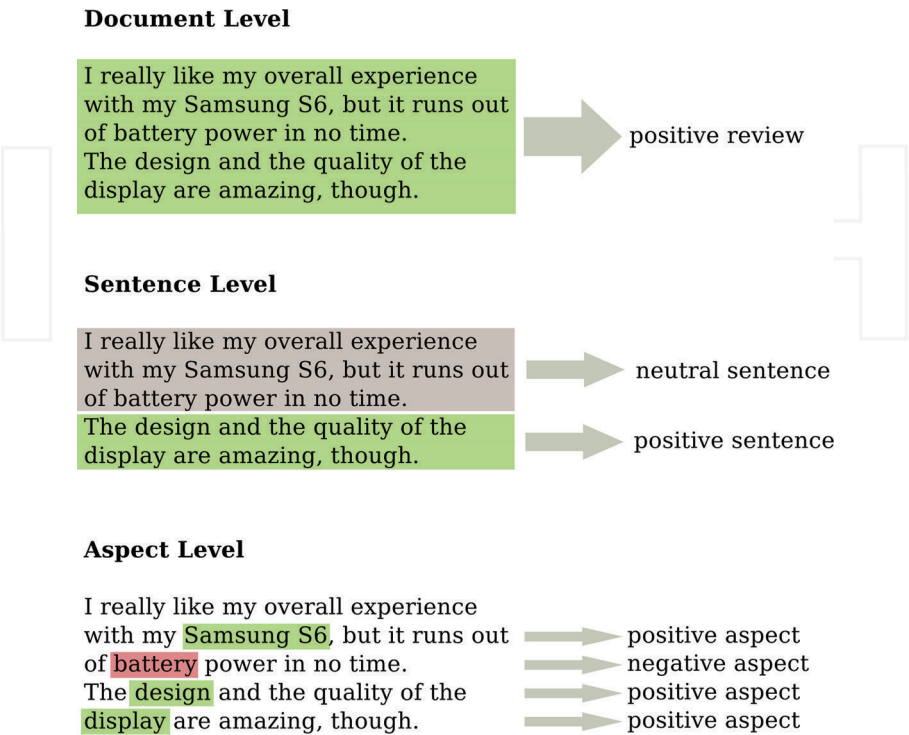 Document Level
I really like my overall experience
with my Samsung S6, but it runs out
of battery power in no time.
The design and the quality of the
display are amazing, though.
positive review
Sentence Level
I really like my overall experience
with my Samsung S6, but it runs out
of battery power in no time.
neutral sentence
The design and the quality of the
display are amazing, though.
positive sentence
Aspect Level
I really like my overall experience
with my Samsung S6, but it runs out
positive aspect
of battery power in no time.
negative aspect
The design and the quality of the
positive aspect
display are amazing, though.
positive aspect